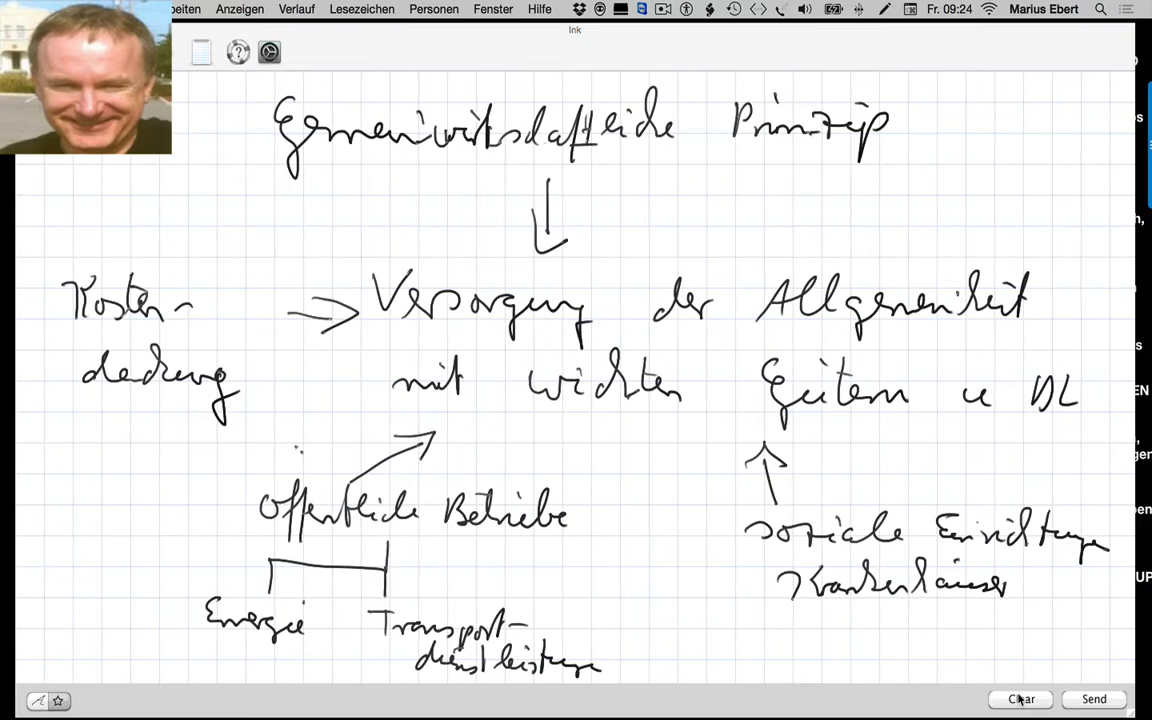 beiten Anzeigen Verlauf Lesezeichen Personen Fenster Hilfe Fr. 09:24 Marius Ebert
Ink
Gemeinwirtschaftliche Prinzip
Kosten- Versorgung der Allgemeinheit
deckung mit wichten Gütern u DL
Öffentliche Betriebe
soziale Einrichtungen
Krankenhäuser
Energie Transport-
dienstleistungen
Clear Send